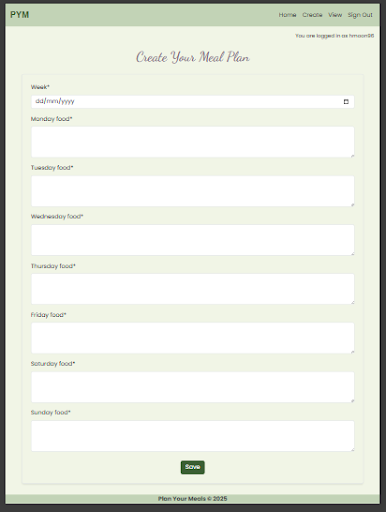 PYM Home Create View Sign Out
You are logged in as hmoon98
Create Your Meal Plan
Week*
dd/mm/yyyy
Monday food*
Tuesday food*
Wednesday food*
Thursday food*
Friday food*
Saturday food*
Sunday food*
Save
Plan Your Meals © 2025